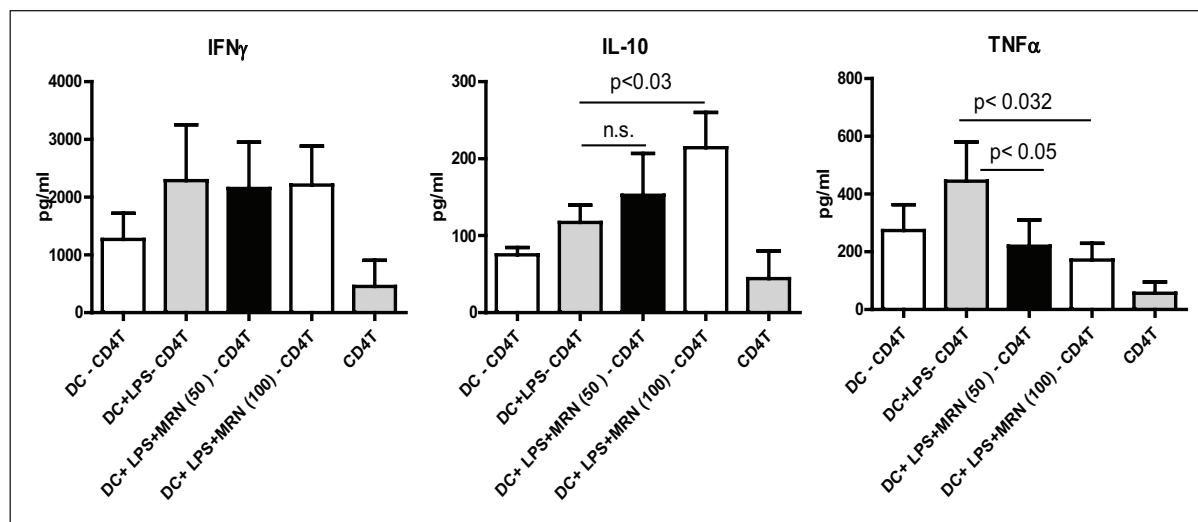 IFNγ
4000
3000
2000
1000
0
pg/ml
DC - CD4T
DC+LPS- CD4T
DC+ LPS+MRN (50 ) - CD4T
DC+ LPS+MRN (100) - CD4T
CD4T
IL-10
p<0.03
n.s.
300
200
100
0
pg/ml
DC - CD4T
DC+LPS- CD4T
DC+ LPS+MRN (50 ) - CD4T
DC+ LPS+MRN (100) - CD4T
CD4T
TNFα
p< 0.032
p< 0.05
800
600
400
200
0
pg/ml
DC - CD4T
DC+LPS- CD4T
DC+ LPS+MRN (50 ) - CD4T
DC+ LPS+MRN (100) - CD4T
CD4T